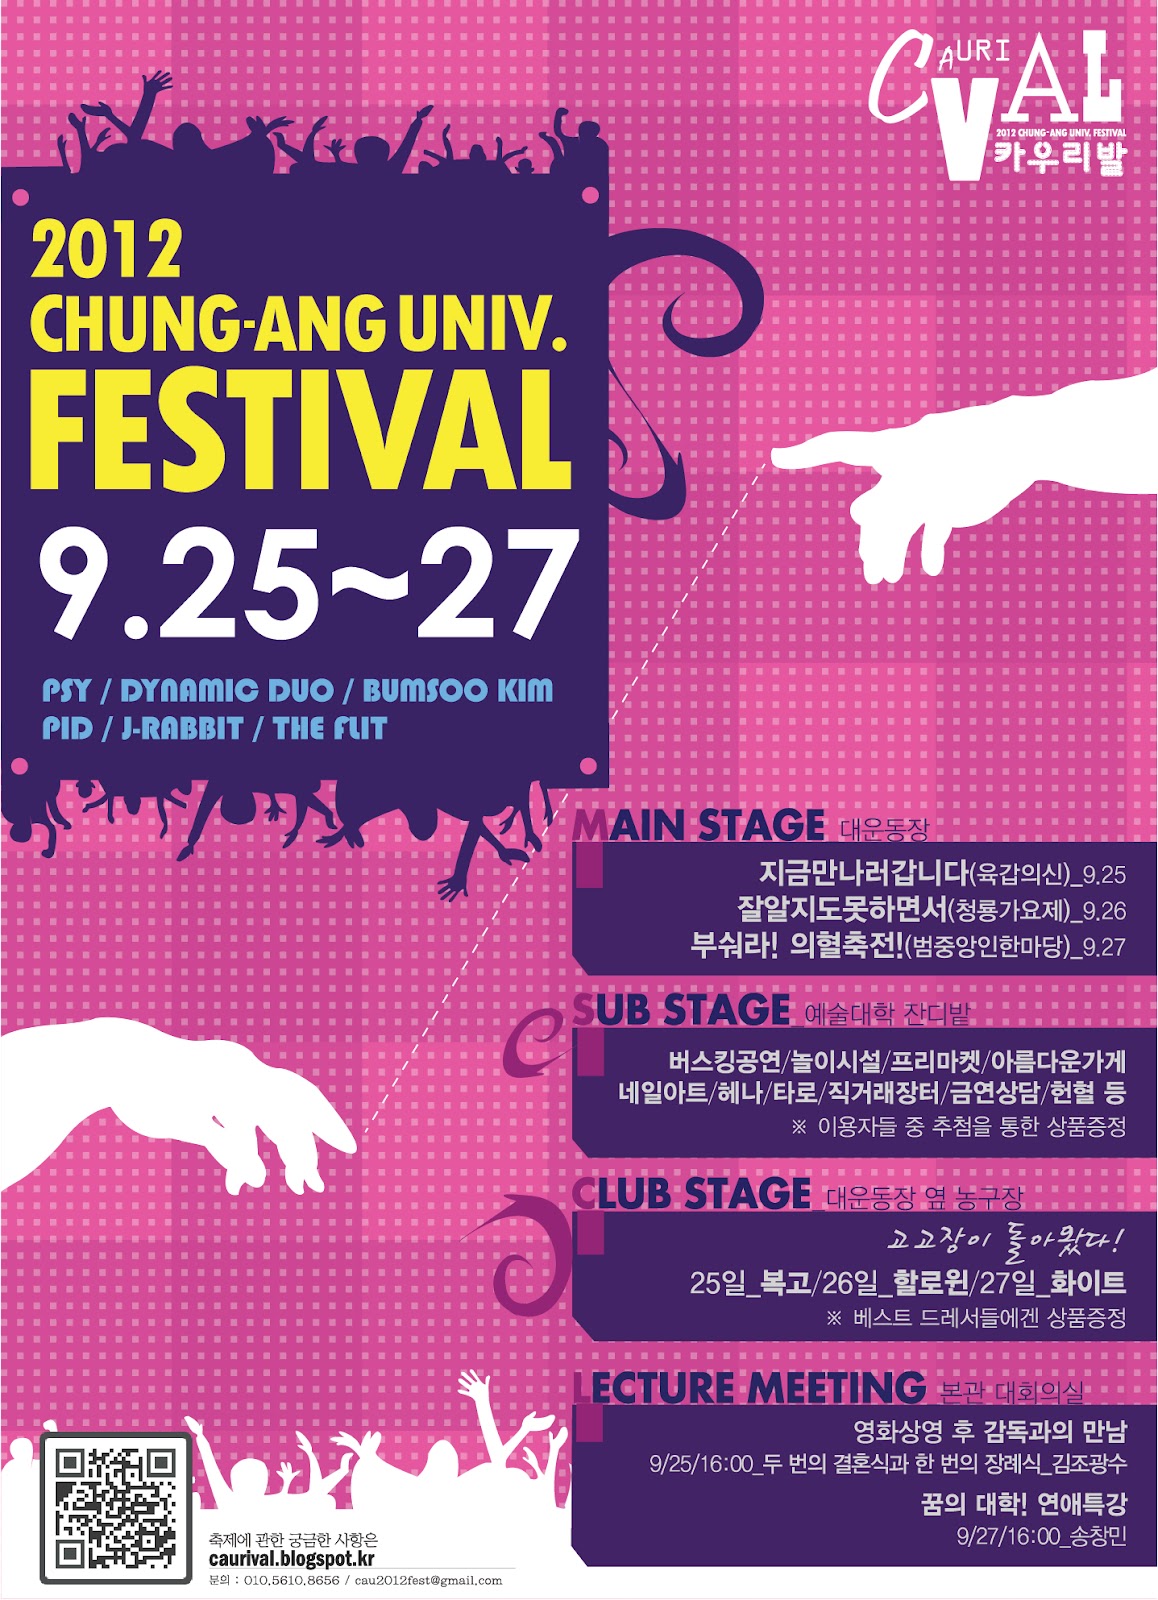 CAURI
VAL
2012 CHUNG-ANG UNIV. FESTIVAL
카우리발
2012
CHUNG-ANG UNIV.
FESTIVAL
9.25~27
PSY / DYNAMIC DUO / BUMSOO KIM
PID / J-RABBIT / THE FLIT
MAIN STAGE 대운동장
지금만나러갑니다(육갑의신)_9.25
잘알지도못하면서(청룡가요제)_9.26
부숴라! 의혈축전!(범중앙인한마당)_9.27
SUB STAGE_예술대학 잔디밭
버스킹공연/놀이시설/프리마켓/아름다운가게
네일아트/헤나/타로/직거래장터/금연상담/헌혈 등
※ 이용자들 중 추첨을 통한 상품증정
CLUB STAGE_대운동장 옆 농구장
고고장이 돌아왔다!
25일_복고/26일_할로윈/27일_화이트
※ 베스트 드레서들에겐 상품증정
LECTURE MEETING 본관 대회의실
영화상영 후 감독과의 만남
9/25/16:00_두 번의 결혼식과 한 번의 장례식_김조광수
꿈의 대학! 연애특강
9/27/16:00_송창민
축제에 관한 궁금한 사항은
caurival.blogspot.kr
문의 : 010.5610.8656 / cau2012fest@gmail.com